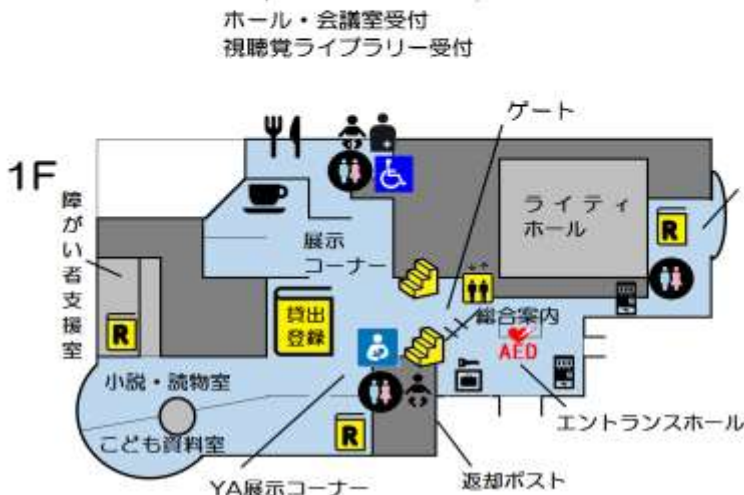 ホール・会議室受付
視聴覚ライブラリー受付
ゲート
1F
障がい者支援室
ライティ
ホール
R
展示
コーナー
貸出
登録
総合案内
AED
R
小説・読物室
こども資料室
R
エントランスホール
YA展示コーナー
返却ポスト